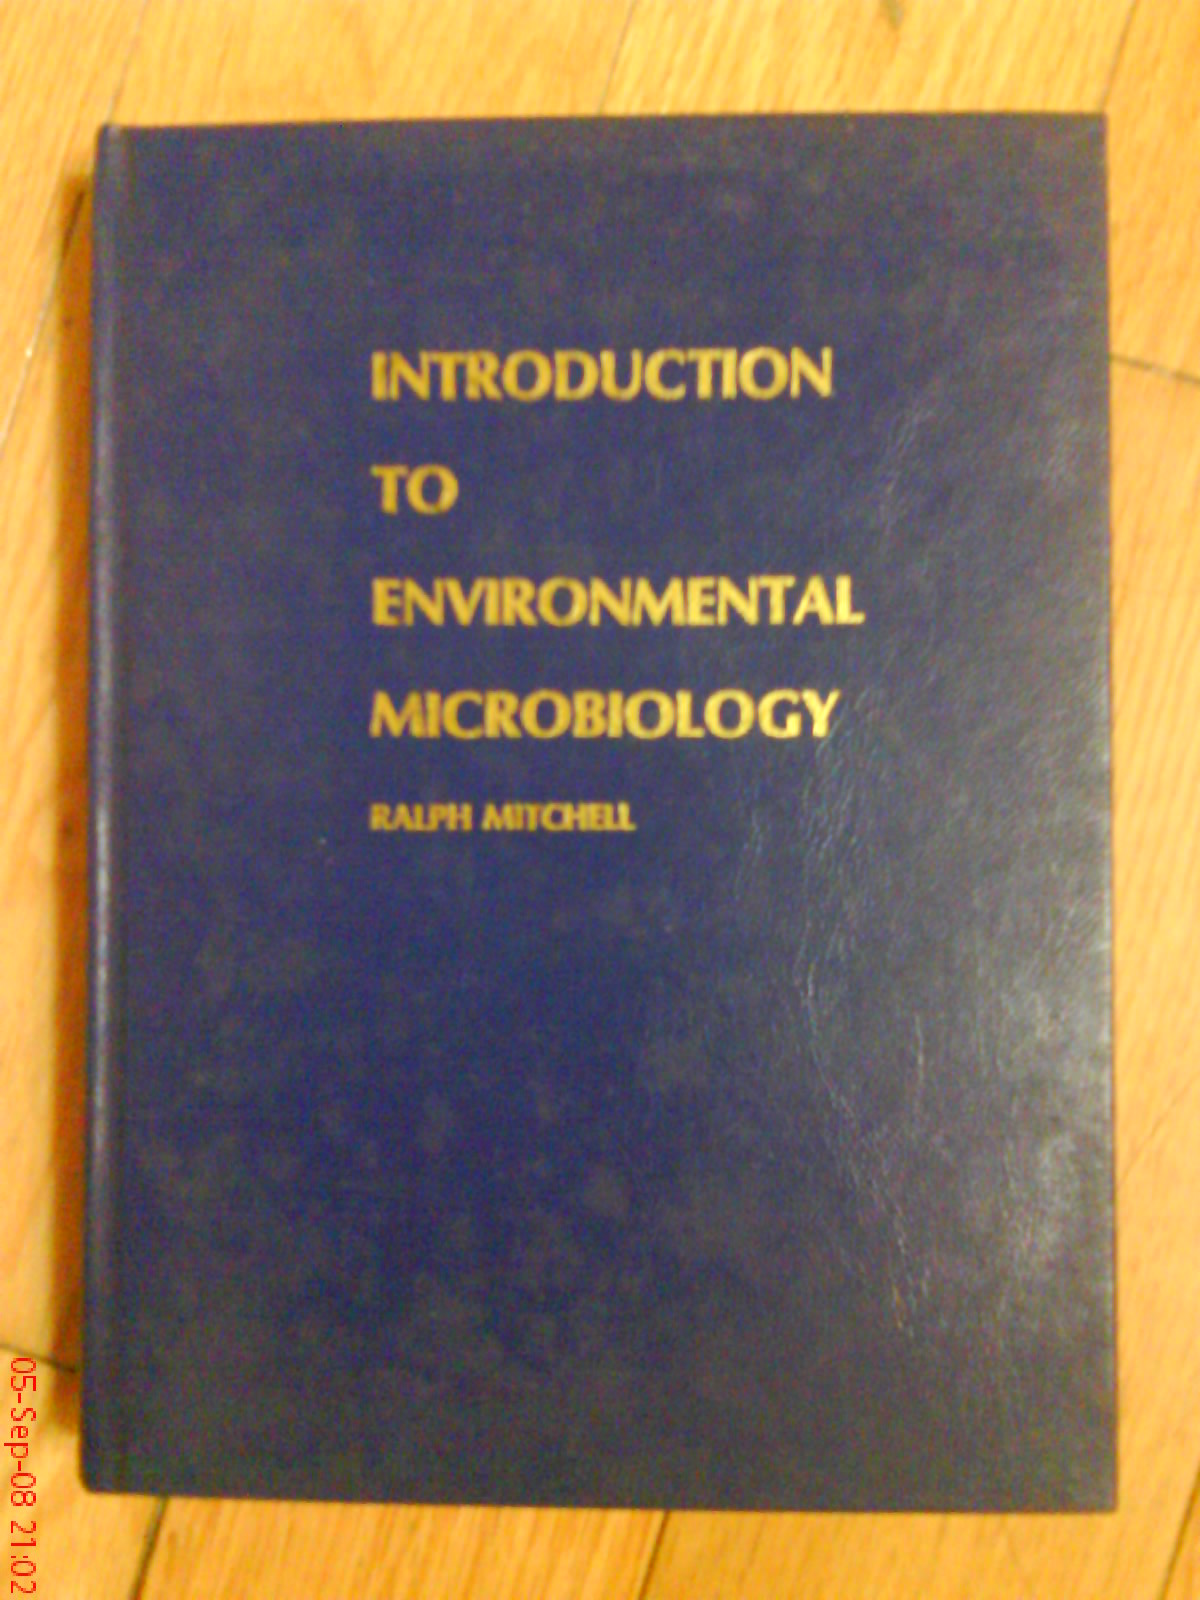 INTRODUCTION
TO
ENVIRONMENTAL
MICROBIOLOGY
RALPH MITCHELL
05-Sep-08 21:02